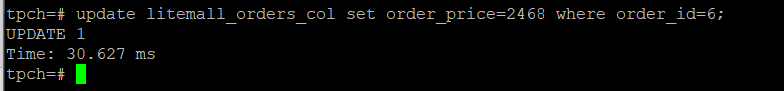 tpch=# update litemall_orders_col set order_price=2468 where order_id=6;
UPDATE 1
Time: 30.627 ms
tpch=#